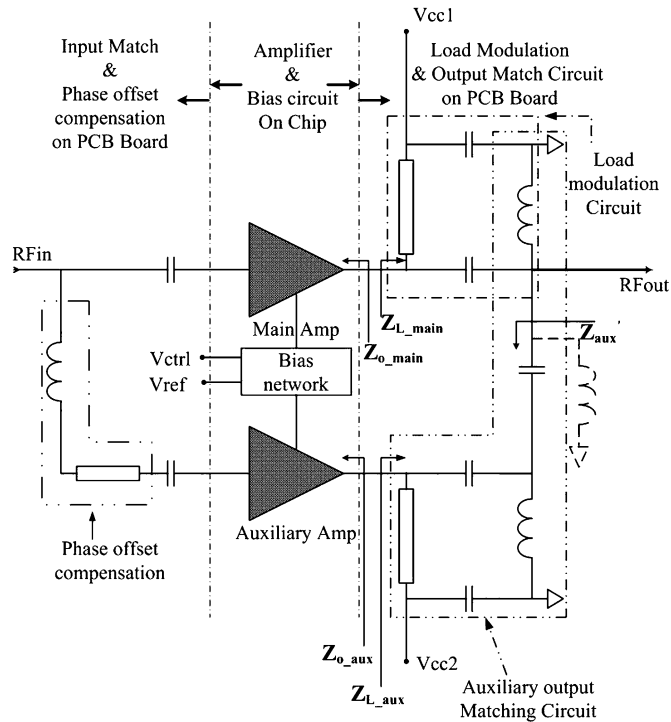 Input Match
&
Phase offset
compensation
on PCB Board
Amplifier
&
Bias circuit
On Chip
Vcc1
Load Modulation
& Output Match Circuit
on PCB Board
Load
modulation
Circuit
RFin
RFout
Main Amp
Z_L_main
Z_o_main
Z_aux
Vctrl
Vref
Bias
network
Auxiliary Amp
Phase offset
compensation
Z_o_aux
Z_L_aux
Vcc2
Auxiliary output
Matching Circuit